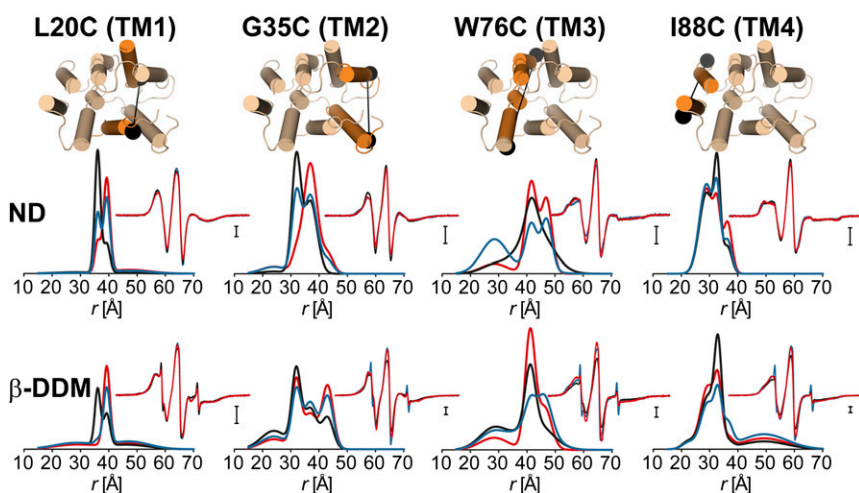 L20C (TM1) G35C (TM2) W76C (TM3) I88C (TM4)
ND
10 20 30 40 50 60 70 10 20 30 40 50 60 70 10 20 30 40 50 60 70 10 20 30 40 50 60 70
r [Å] r [Å] r [Å] r [Å]
β-DDM
10 20 30 40 50 60 70 10 20 30 40 50 60 70 10 20 30 40 50 60 70 10 20 30 40 50 60 70
r [Å] r [Å] r [Å] r [Å]